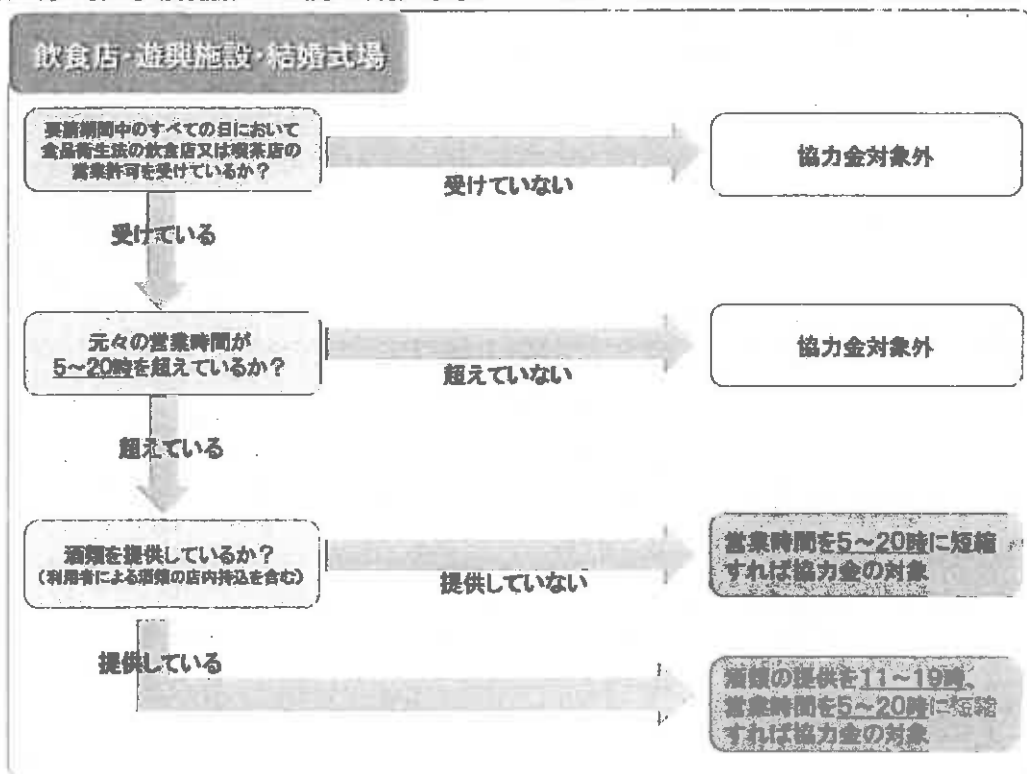 飲食店・遊興施設・結婚式場
要請期間中のすべての日において
食品衛生法の飲食店又は喫茶店の
営業許可を受けているか？
受けていない
協力金対象外
受けている
元々の営業時間が
5～20時を超えているか？
超えていない
協力金対象外
超えている
酒類を提供しているか？
（利用者による酒類の店内持込を含む）
提供していない
営業時間を5～20時に短縮
すれば協力金の対象
提供している
酒類の提供を11～19時、
営業時間を5～20時に短縮
すれば協力金の対象